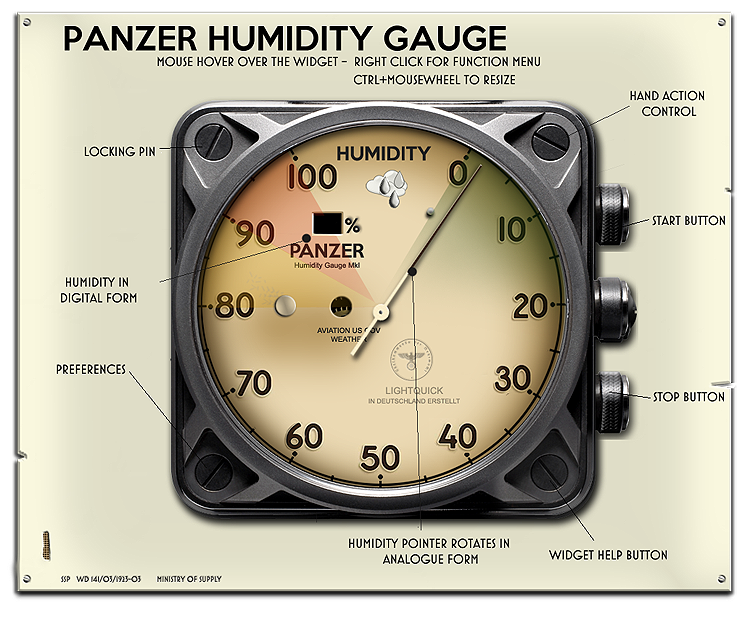 PANZER HUMIDITY GAUGE
MOUSE HOVER OVER THE WIDGET - RIGHT CLICK FOR FUNCTION MENU
CTRL+MOUSEWHEEL TO RESIZE
HAND ACTION
CONTROL
LOCKING PIN
HUMIDITY
100
0
90
%
10
START BUTTON
PANZER
Humidity Gauge MkI
HUMIDITY IN
DIGITAL FORM
80
20
AVIATION US GOV
WEATHER
PREFERENCES
70
30
LIGHTQUICK
IN DEUTSCHLAND ERSTELLT
STOP BUTTON
60
40
50
HUMIDITY POINTER ROTATES IN
ANALOGUE FORM
WIDGET HELP BUTTON
SSP WD 141/03/1923-03 MINISTRY OF SUPPLY